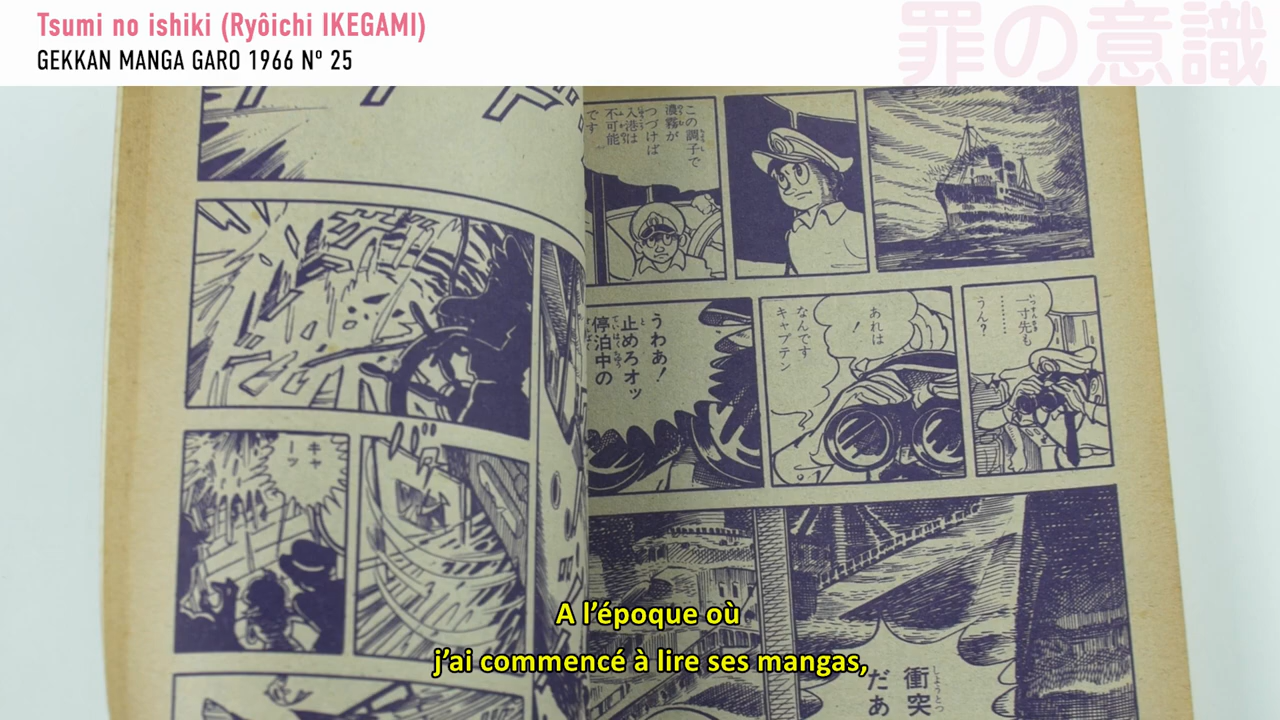 Tsumi no ishiki (Ryôichi IKEGAMI)
GEKKAN MANGA GARO 1966 Nº 25
罪の意識
この調子で
濃霧が
つづけば
入港は
不可能
です
一寸先も
………
うん?
あれは
!
なんです
キャプテン
うわあ!
止めろオッ
停泊中の
衝突
だぁ
キャ
ーッ
A l'époque où
j'ai commencé à lire ses mangas,